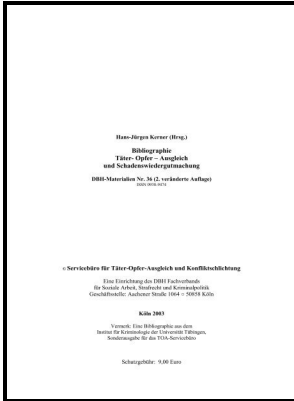 Hans-Jürgen Kerner (Hrsg.)
Bibliographie
Täter- Opfer – Ausgleich
und Schadenswiedergutmachung
DBH-Materialien Nr. 36 (2. veränderte Auflage)
ISSN
Servicebüro für Täter-Opfer-Ausgleich und Konfliktschlichtung
Eine Einrichtung des DBH Fachverbands
für Soziale Arbeit, Strafrecht und Kriminalpolitik
Geschäftsstelle: Aachener Straße 1064 ○ 50858 Köln
Köln 2003
Vermerk: Eine Bibliographie aus dem
Institut für Kriminologie der Universität Tübingen,
Sonderausgabe für das TOA-Servicebüro
Schutzgebühr: 9,00 Euro